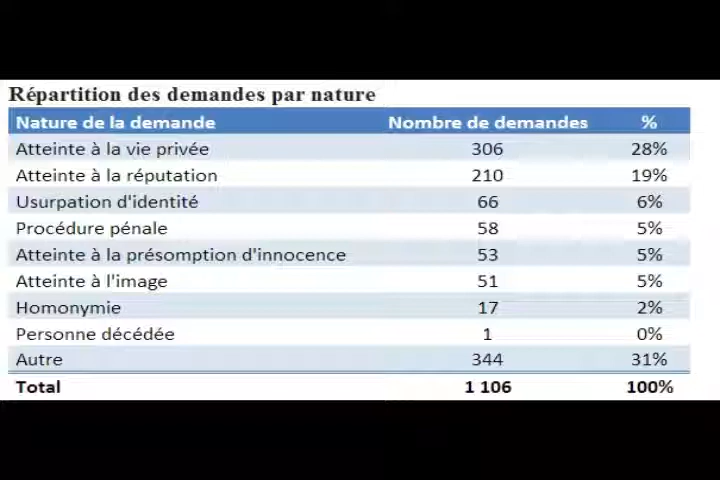 Répartition des demandes par nature
Nature de la demande Nombre de demandes %
Atteinte à la vie privée 306 28%
Atteinte à la réputation 210 19%
Usurpation d'identité 66 6%
Procédure pénale 58 5%
Atteinte à la présomption d'innocence 53 5%
Atteinte à l'image 51 5%
Homonymie 17 2%
Personne décédée 1 0%
Autre 344 31%
Total 1 106 100%